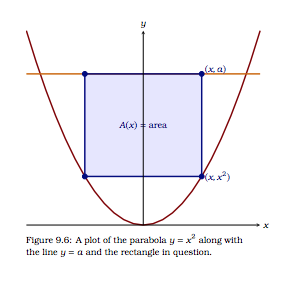 y
(x, a)
A(x) = area
(x, x²)
x
Figure 9.6: A plot of the parabola y = x² along with
the line y = a and the rectangle in question.